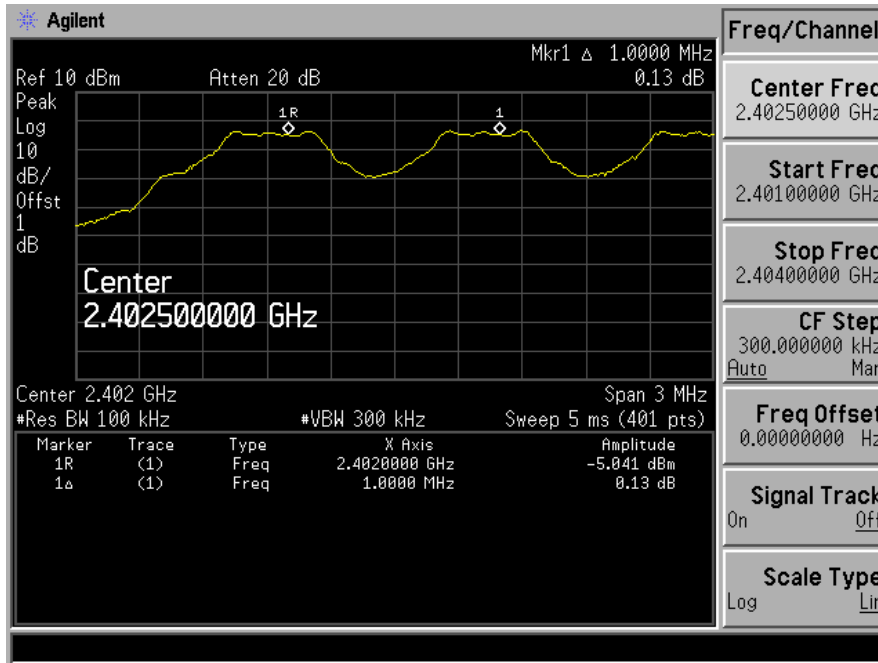 Agilent
Mkr1 Δ 1.0000 MHz
Ref 10 dBm Atten 20 dB 0.13 dB
Peak
Log
10
dB/
Offst
1
dB
1R
1
Center
2.402500000 GHz
Center 2.402 GHz Span 3 MHz
#Res BW 100 kHz #VBW 300 kHz Sweep 5 ms (401 pts)
Marker Trace Type X Axis Amplitude
1R (1) Freq 2.4020000 GHz -5.041 dBm
1Δ (1) Freq 1.0000 MHz 0.13 dB
Freq/Channel
Center Freq
2.40250000 GHz
Start Freq
2.40100000 GHz
Stop Freq
2.40400000 GHz
CF Step
300.000000 kHz
Auto Man
Freq Offset
0.00000000 Hz
Signal Track
On Off
Scale Type
Log Lin